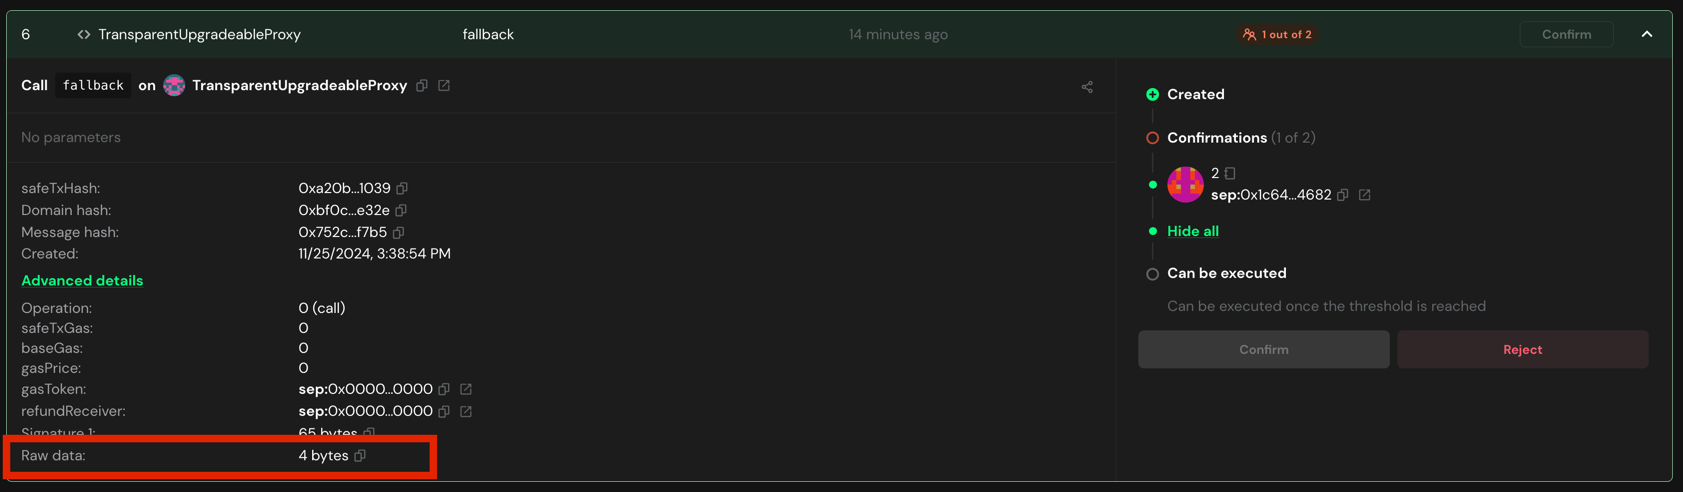 6 <> TransparentUpgradeableProxy fallback 14 minutes ago 1 out of 2 Confirm
Call fallback on TransparentUpgradeableProxy
No parameters
safeTxHash: 0xa20b...1039
Domain hash: 0xbf0c...e32e
Message hash: 0x752c...f7b5
Created: 11/25/2024, 3:38:54 PM
Advanced details
Operation: 0 (call)
safeTxGas: 0
baseGas: 0
gasPrice: 0
gasToken: sep:0x0000...0000
refundReceiver: sep:0x0000...0000
Signature 1: 65 bytes
Raw data: 4 bytes
Created
Confirmations (1 of 2)
2
sep:0x1c64...4682
Hide all
Can be executed
Can be executed once the threshold is reached
Confirm Reject